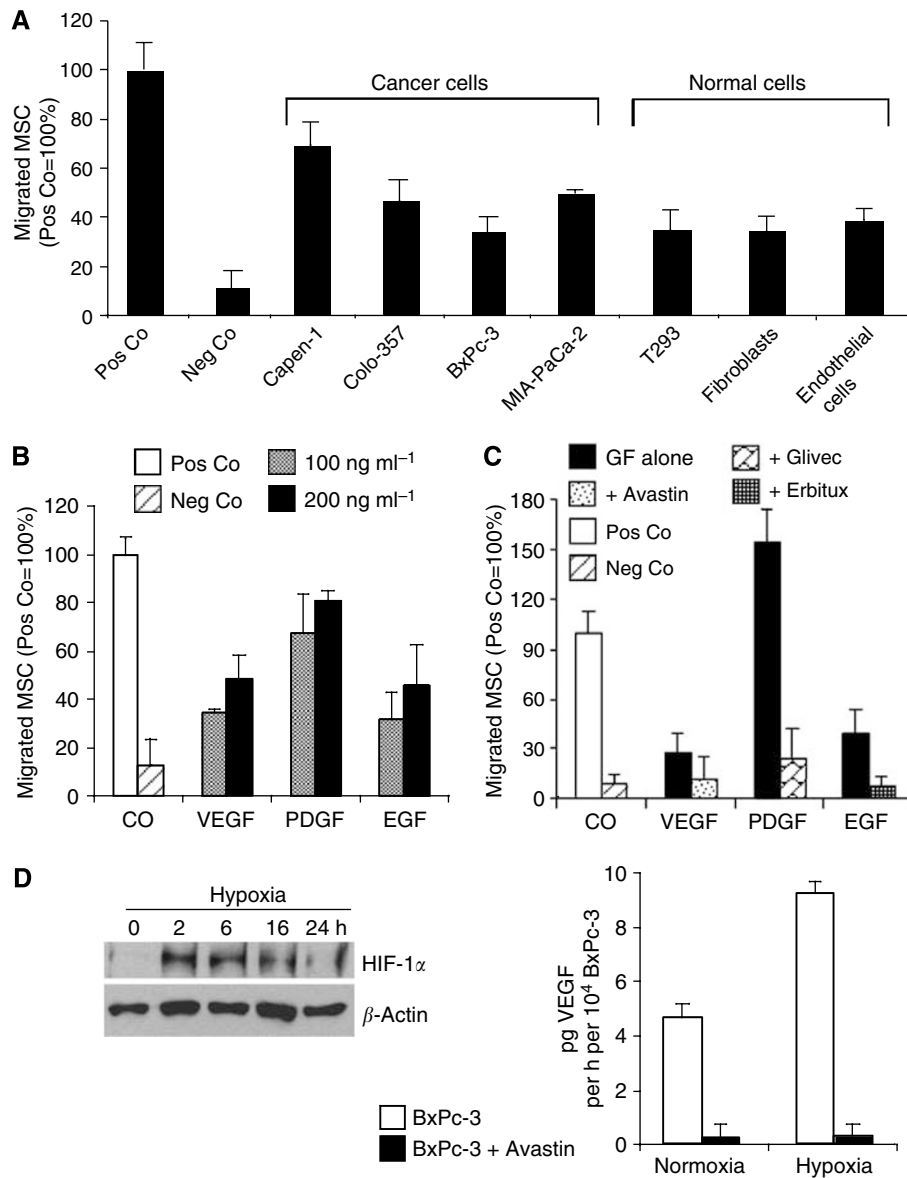 A
120
100
80
60
40
20
0
Migrated MSC
(Pos Co=100%)
Cancer cells
Normal cells
Pos Co
Neg Co
Capen-1
Colo-357
BxPc-3
MIA-PaCa-2
T293
Fibroblasts
Endothelial
cells
B
Pos Co
Neg Co
100 ng ml⁻¹
200 ng ml⁻¹
120
100
80
60
40
20
0
Migrated MSC (Pos Co=100%)
CO VEGF PDGF EGF
C
GF alone
+ Avastin
Pos Co
Neg Co
+ Glivec
+ Erbitux
180
150
120
90
60
30
0
Migrated MSC (Pos Co=100%)
CO VEGF PDGF EGF
D
Hypoxia
0 2 6 16 24 h
HIF-1α
β-Actin
BxPc-3
BxPc-3 + Avastin
10
8
6
4
2
0
pg VEGF
per h per 10⁴ BxPc-3
Normoxia Hypoxia